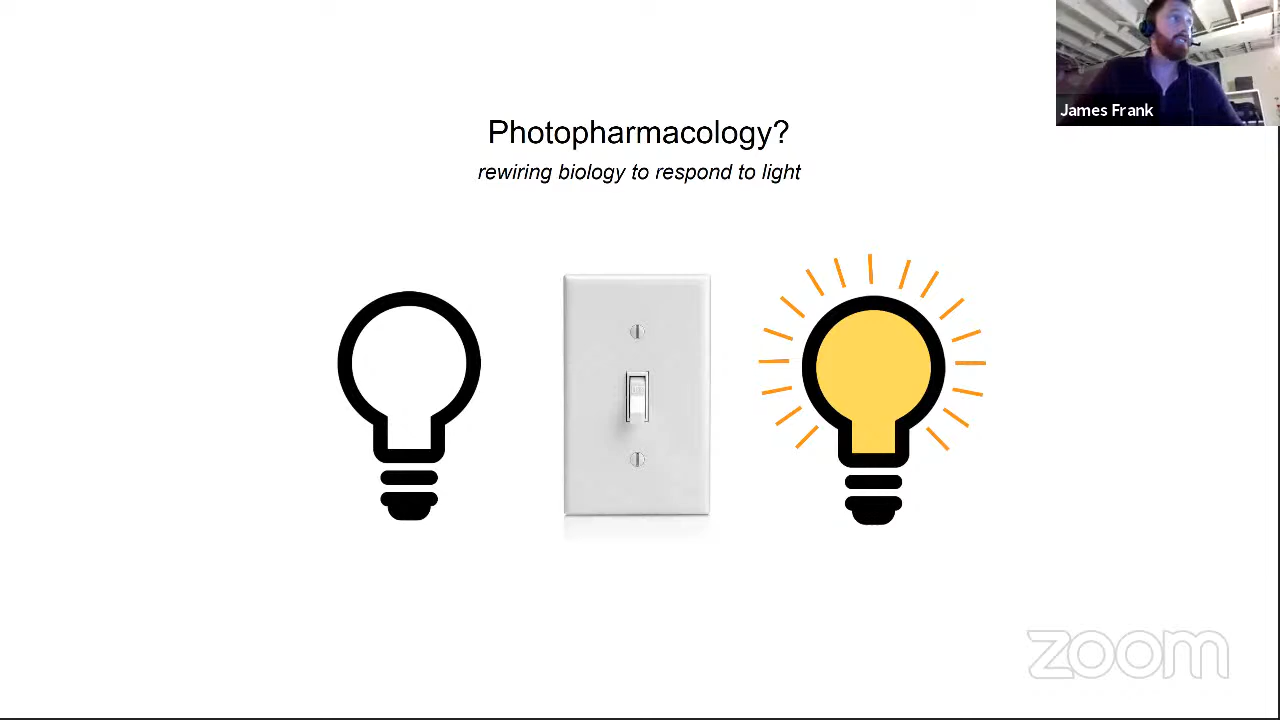 Photopharmacology?
rewiring biology to respond to light
James Frank
zoom